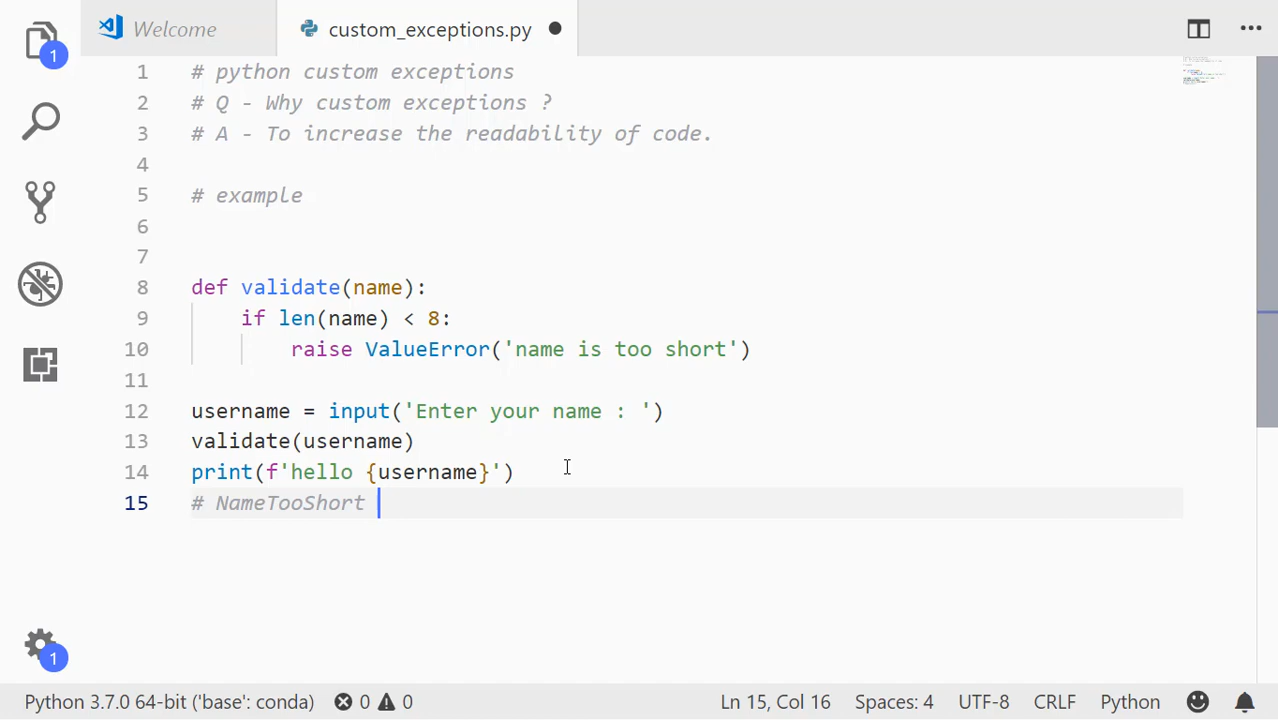 Welcome
custom_exceptions.py
1
1 # python custom exceptions
2 # Q - Why custom exceptions ?
3 # A - To increase the readability of code.
4
5 # example
6
7
8 def validate(name):
9 if len(name) < 8:
10 raise ValueError('name is too short')
11
12 username = input('Enter your name : ')
13 validate(username)
14 print(f'hello {username}')
15 # NameTooShort
1
Python 3.7.0 64-bit ('base': conda) 0 0 Ln 15, Col 16 Spaces: 4 UTF-8 CRLF Python